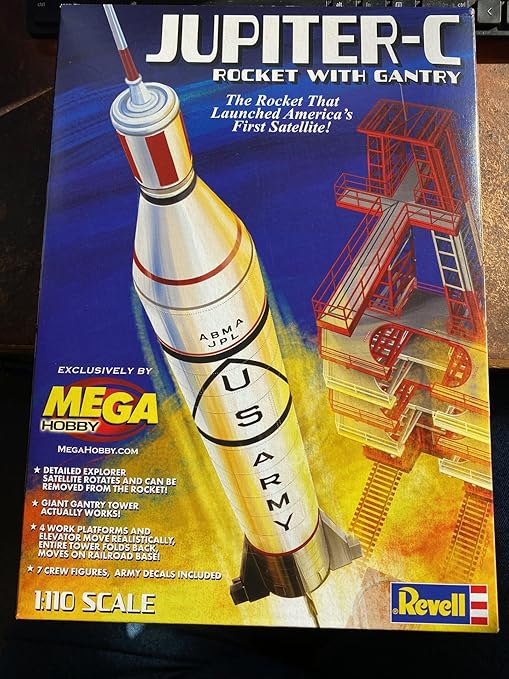 JUPITER-C
ROCKET WITH GANTRY
The Rocket That
Launched America's
First Satellite!
ABMA
JPL
US ARMY
EXCLUSIVELY BY
MEGA
HOBBY
MEGAHOBBY.COM
★ DETAILED EXPLORER
SATELLITE ROTATES AND CAN BE
REMOVED FROM THE ROCKET!
★ GIANT GANTRY TOWER
ACTUALLY WORKS!
★ 4 WORK PLATFORMS AND
ELEVATOR MOVE REALISTICALLY,
ENTIRE TOWER FOLDS BACK,
MOVES ON RAILROAD BASE!
★ 7 CREW FIGURES, ARMY DECALS INCLUDED
1:110 SCALE
Revell